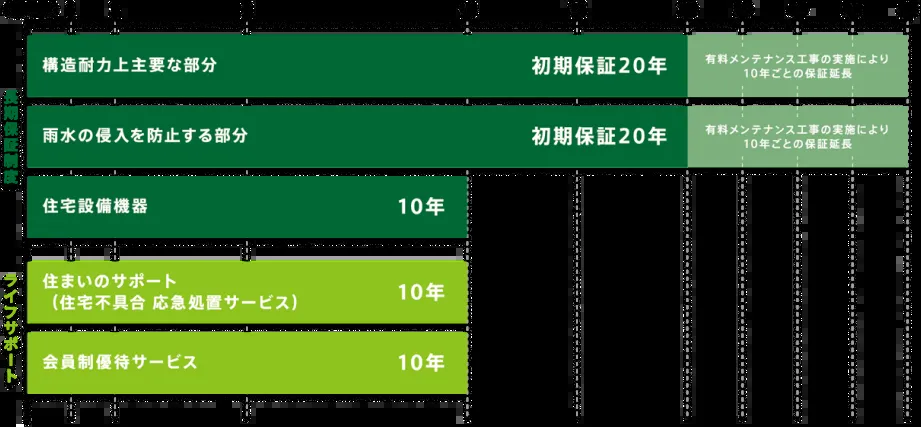 長期保証制度
構造耐力上主要な部分
初期保証20年
有料メンテナンス工事の実施により
10年ごとの保証延長
雨水の侵入を防止する部分
初期保証20年
有料メンテナンス工事の実施により
10年ごとの保証延長
住宅設備機器
10年
ライフサポート
住まいのサポート
(住宅不具合 応急処置サービス)
10年
会員制優待サービス
10年